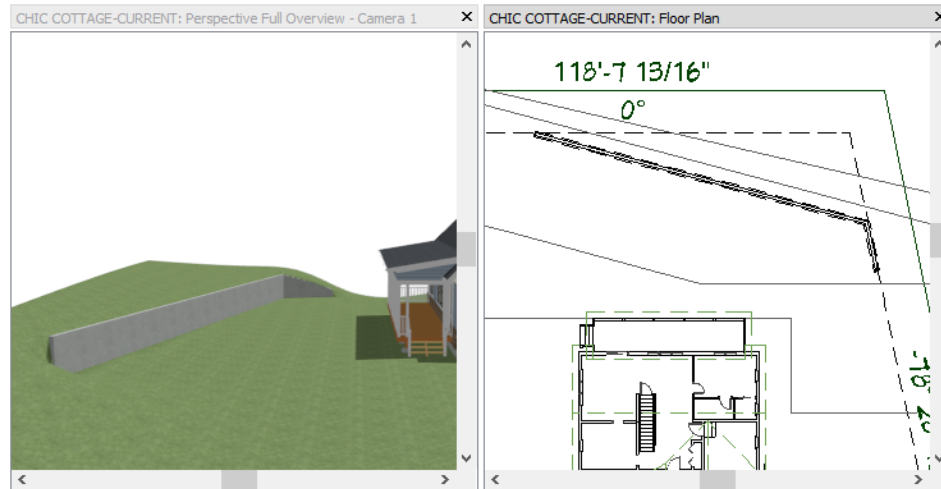 CHIC COTTAGE-CURRENT: Perspective Full Overview - Camera 1
CHIC COTTAGE-CURRENT: Floor Plan
118'-7 13/16"
0°